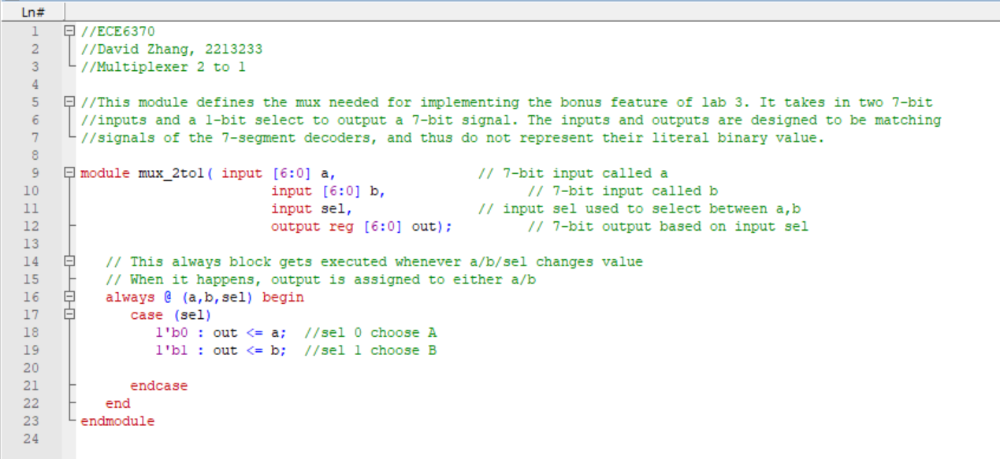 Ln#
1 //ECE6370
2 //David Zhang, 2213233
3 //Multiplexer 2 to 1
4
5 //This module defines the mux needed for implementing the bonus feature of lab 3. It takes in two 7-bit
6 //inputs and a 1-bit select to output a 7-bit signal. The inputs and outputs are designed to be matching
7 //signals of the 7-segment decoders, and thus do not represent their literal binary value.
8
9 module mux_2to1( input [6:0] a, // 7-bit input called a
10 input [6:0] b, // 7-bit input called b
11 input sel, // input sel used to select between a,b
12 output reg [6:0] out); // 7-bit output based on input sel
13
14 // This always block gets executed whenever a/b/sel changes value
15 // When it happens, output is assigned to either a/b
16 always @ (a,b,sel) begin
17 case (sel)
18 1'b0 : out <= a; //sel 0 choose A
19 1'b1 : out <= b; //sel 1 choose B
20
21 endcase
22 end
23 endmodule
24